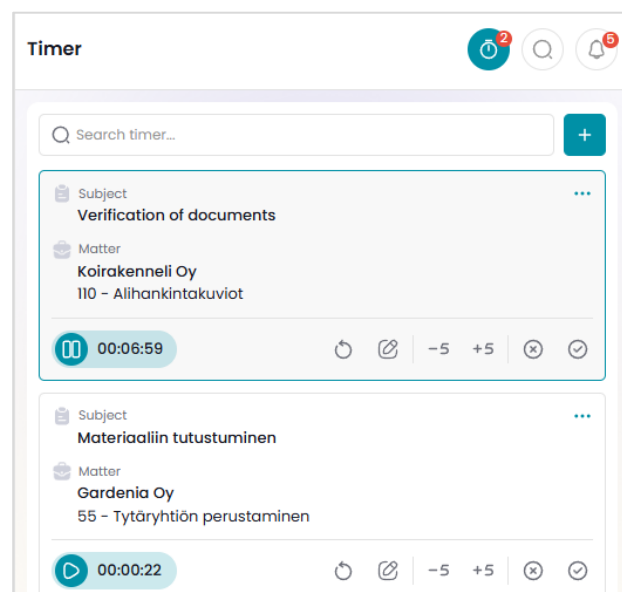 Timer
2
5
Search timer...
+
Subject
Verification of documents
Matter
Koirakenneli Oy
110 - Alihankintakuviot
00:06:59
-5 +5
Subject
Materiaaliin tutustuminen
Matter
Gardenia Oy
55 - Tytäryhtiön perustaminen
00:00:22
-5 +5